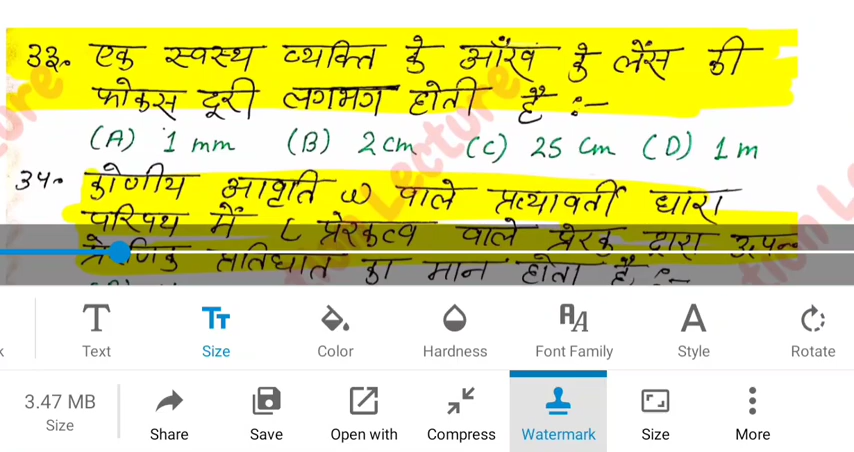 33. एक स्वस्थ व्यक्ति के आँख के लेंस की
फोकस दूरी लगभग होती है :-
(A) 1 mm (B) 2 cm (C) 25 cm (D) 1 m
34. कोणीय आवृति ω वाले प्रत्यावर्ती धारा
परिपथ में L प्रेरकत्व वाले प्रेरक द्वारा उत्पन्न
प्रतिघात का मान होता है :-
Text Size Color Hardness Font Family Style Rotate
3.47 MB
Size
Share Save Open with Compress Watermark Size More